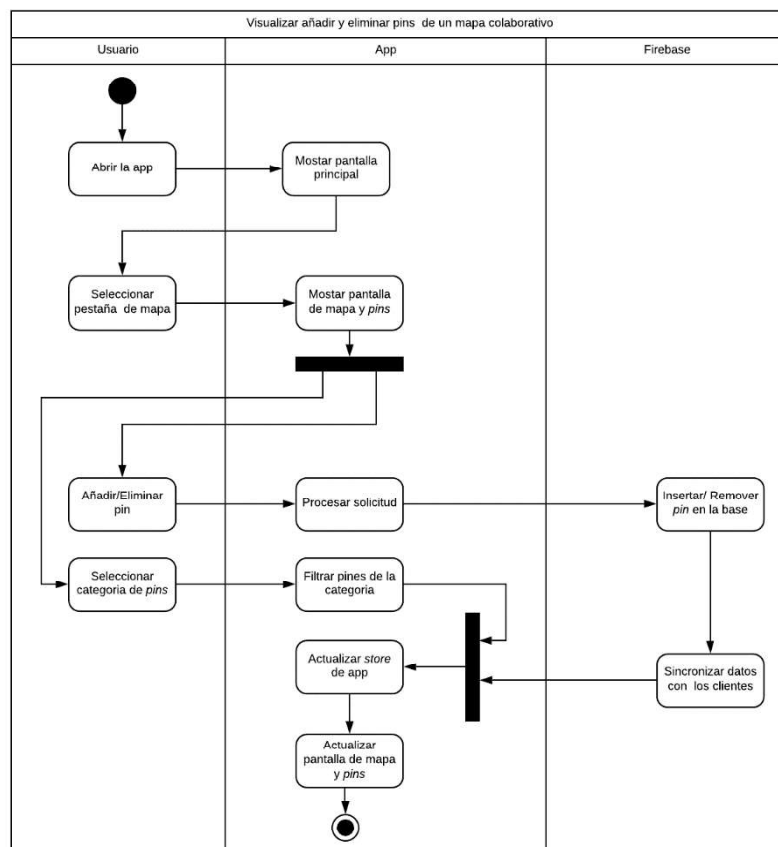 Visualizar añadir y eliminar pins de un mapa colaborativo
Usuario
App
Firebase
Abrir la app
Mostar pantalla
principal
Seleccionar
pestaña de mapa
Mostar pantalla
de mapa y pins
Añadir/Eliminar
pin
Procesar solicitud
Insertar/ Remover
pin en la base
Seleccionar
categoria de pins
Filtrar pines de la
categoria
Actualizar store
de app
Sincronizar datos
con los clientes
Actualizar
pantalla de mapa
y pins